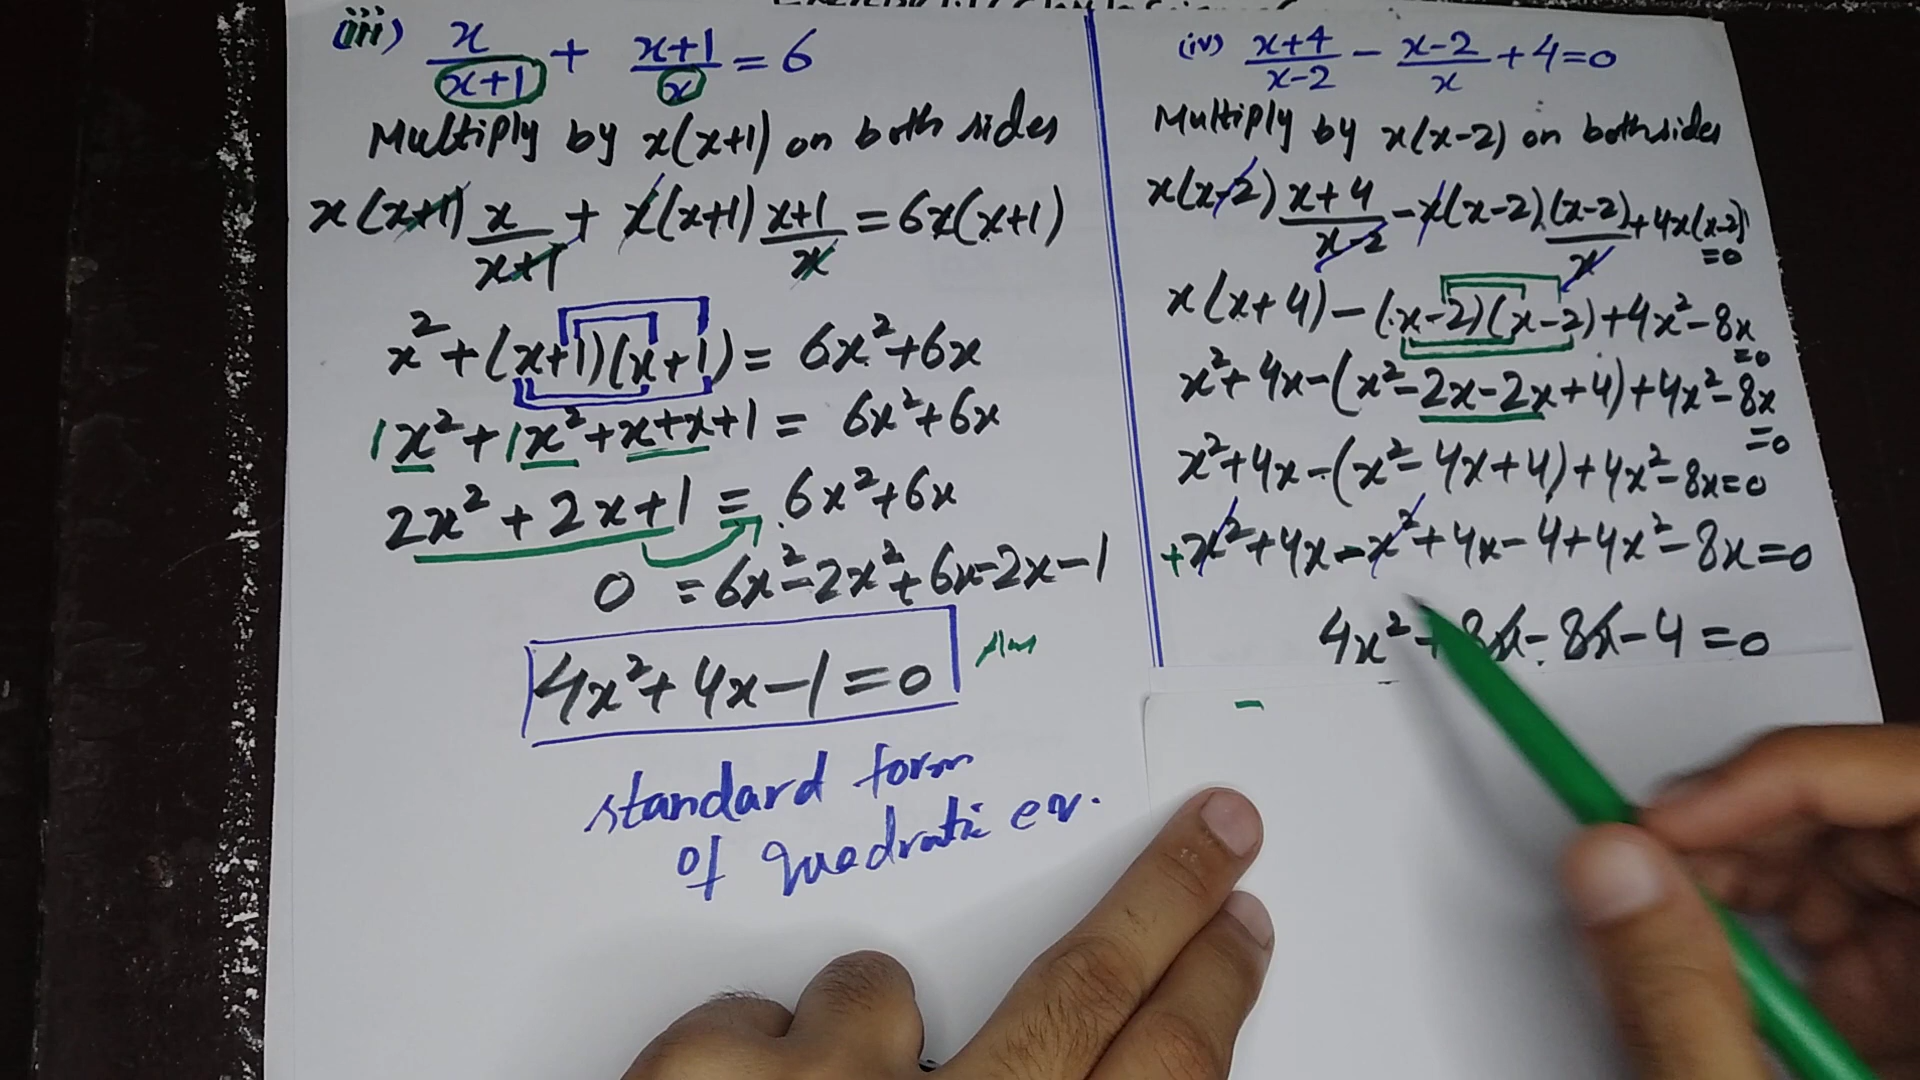 (iii) x/(x+1) + (x+1)/x = 6
Multiply by x(x+1) on both sides
x(x+1) x/(x+1) + x(x+1) (x+1)/x = 6x(x+1)
x² + (x+1)(x+1) = 6x²+6x
1x² + 1x² + x+x+1 = 6x²+6x
2x² + 2x + 1 = 6x²+6x
0 = 6x²-2x²+6x-2x-1
4x²+4x-1=0 Ans
standard form
of quadratic eq.
(iv) (x+4)/(x-2) - (x-2)/x + 4=0
Multiply by x(x-2) on both sides
x(x-2) (x+4)/(x-2) - x(x-2) (x-2)/x + 4x(x-2) =0
x(x+4) - (x-2)(x-2) + 4x²-8x =0
x²+4x-(x²-2x-2x+4)+4x²-8x =0
x²+4x-(x²-4x+4)+4x²-8x=0
+x²+4x-x²+4x-4+4x²-8x=0
4x²+8x-8x-4=0